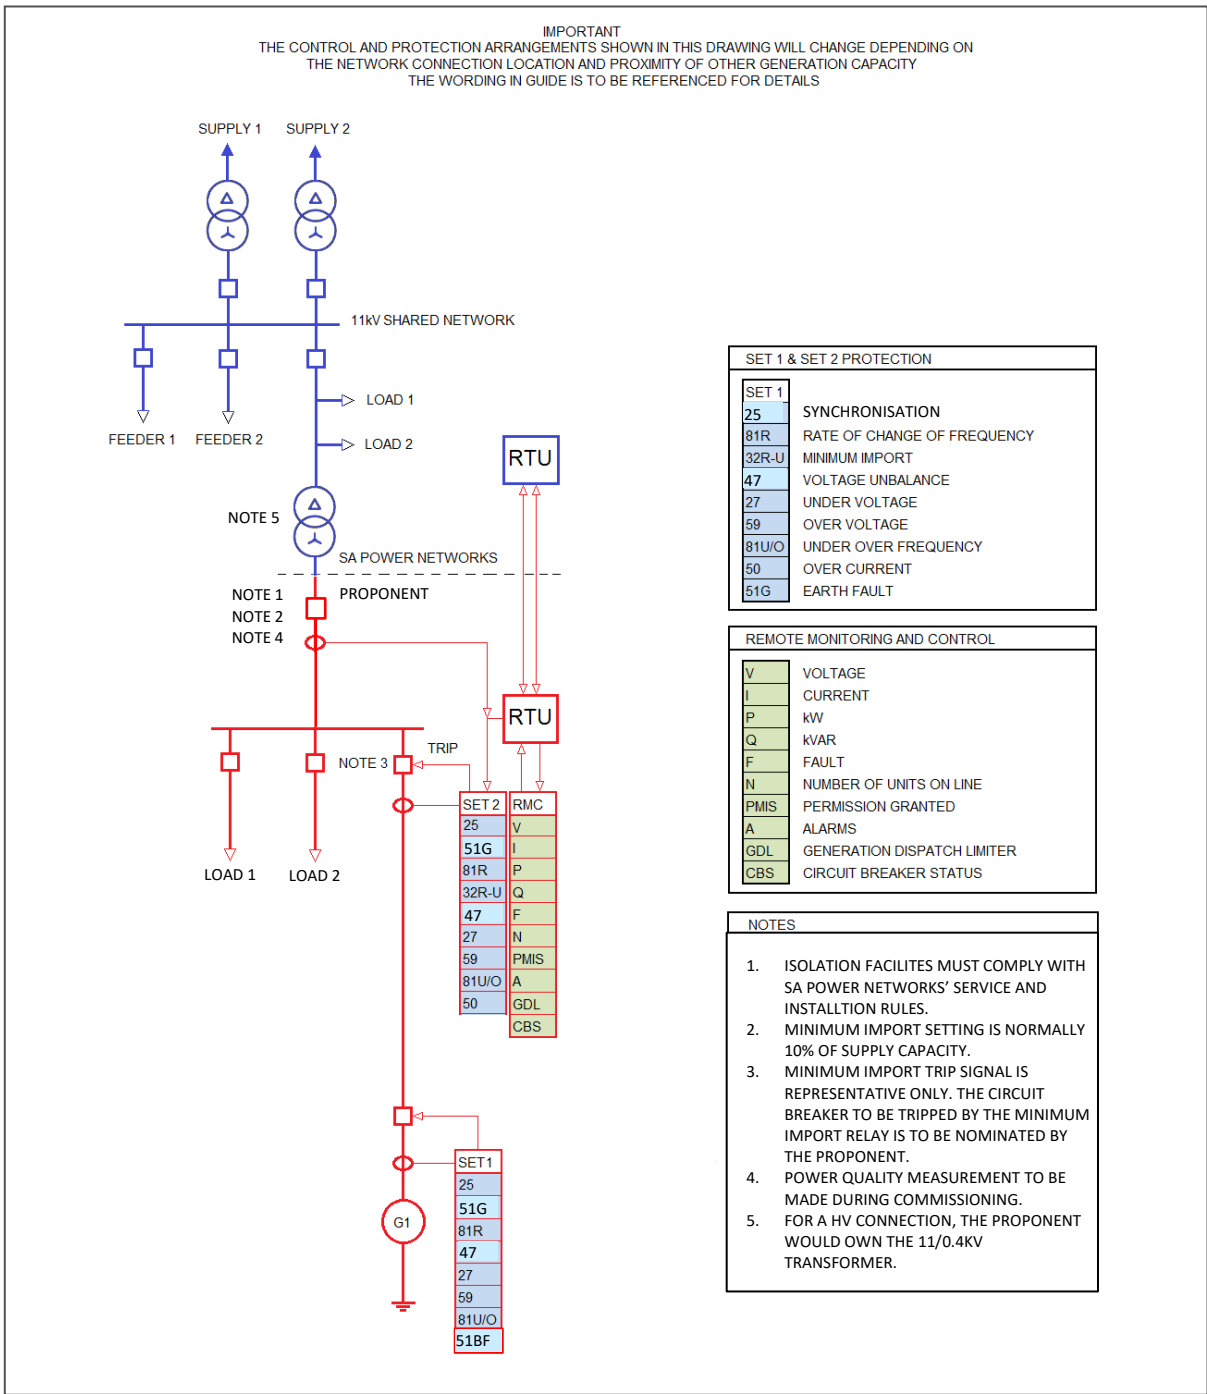 IMPORTANT
THE CONTROL AND PROTECTION ARRANGEMENTS SHOWN IN THIS DRAWING WILL CHANGE DEPENDING ON
THE NETWORK CONNECTION LOCATION AND PROXIMITY OF OTHER GENERATION CAPACITY
THE WORDING IN GUIDE IS TO BE REFERENCED FOR DETAILS
SUPPLY 1
SUPPLY 2
11kV SHARED NETWORK
LOAD 1
FEEDER 1
FEEDER 2
LOAD 2
RTU
NOTE 5
SA POWER NETWORKS
NOTE 1
PROPONENT
NOTE 2
NOTE 4
RTU
TRIP
NOTE 3
LOAD 1
LOAD 2
SET 2
25
51G
81R
32R-U
47
27
59
81U/O
50
RMC
V
I
P
Q
F
N
PMIS
A
GDL
CBS
G1
SET1
25
51G
81R
47
27
59
81U/O
51BF
SET 1 & SET 2 PROTECTION
SET 1
25 SYNCHRONISATION
81R RATE OF CHANGE OF FREQUENCY
32R-U MINIMUM IMPORT
47 VOLTAGE UNBALANCE
27 UNDER VOLTAGE
59 OVER VOLTAGE
81U/O UNDER OVER FREQUENCY
50 OVER CURRENT
51G EARTH FAULT
REMOTE MONITORING AND CONTROL
V VOLTAGE
I CURRENT
P kW
Q kVAR
F FAULT
N NUMBER OF UNITS ON LINE
PMIS PERMISSION GRANTED
A ALARMS
GDL GENERATION DISPATCH LIMITER
CBS CIRCUIT BREAKER STATUS
NOTES
1. ISOLATION FACILITES MUST COMPLY WITH
SA POWER NETWORKS' SERVICE AND
INSTALLTION RULES.
2. MINIMUM IMPORT SETTING IS NORMALLY
10% OF SUPPLY CAPACITY.
3. MINIMUM IMPORT TRIP SIGNAL IS
REPRESENTATIVE ONLY. THE CIRCUIT
BREAKER TO BE TRIPPED BY THE MINIMUM
IMPORT RELAY IS TO BE NOMINATED BY
THE PROPONENT.
4. POWER QUALITY MEASUREMENT TO BE
MADE DURING COMMISSIONING.
5. FOR A HV CONNECTION, THE PROPONENT
WOULD OWN THE 11/0.4KV
TRANSFORMER.